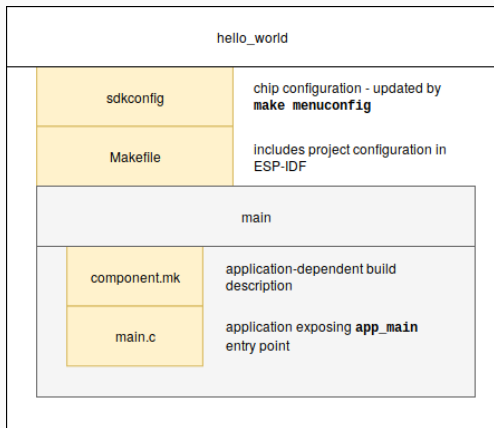 hello_world
sdkconfig
chip configuration - updated by
make menuconfig
Makefile
includes project configuration in
ESP-IDF
main
component.mk
application-dependent build
description
main.c
application exposing app_main
entry point